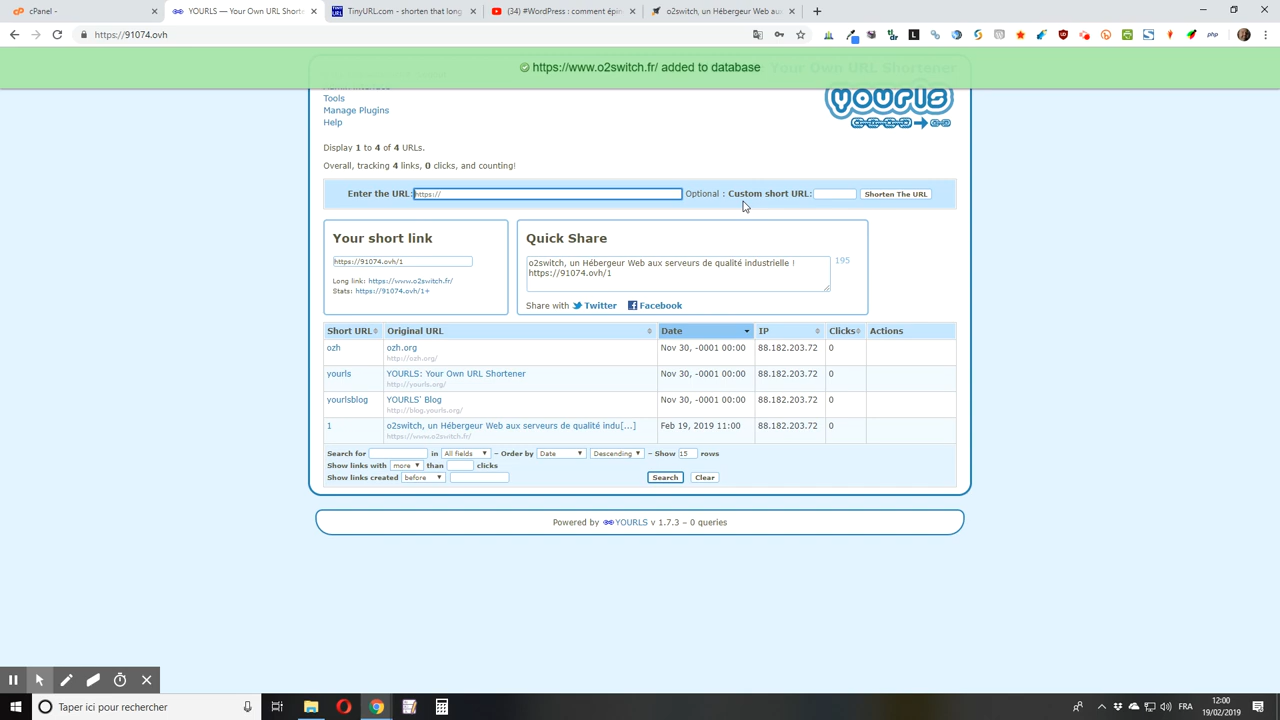 cPanel -
YOURLS — Your Own URL Shorte
TinyURL.com - shorten that long
(34) #WordPress : comment éping
o2switch, un Hébergeur Web aux
https://91074.ovh
https://www.o2switch.fr/ added to database
Your Own URL Shortener
YOURLS
Tools
Manage Plugins
Help
Display 1 to 4 of 4 URLs.
Overall, tracking 4 links, 0 clicks, and counting!
Enter the URL: https:// Optional : Custom short URL: Shorten The URL
Your short link
https://91074.ovh/1
Long link: https://www.o2switch.fr/
Stats: https://91074.ovh/1+
Quick Share
o2switch, un Hébergeur Web aux serveurs de qualité industrielle !
https://91074.ovh/1
195
Share with Twitter Facebook
Short URL Original URL Date IP Clicks Actions
ozh ozh.org Nov 30, -0001 00:00 88.182.203.72 0
http://ozh.org/
yourls YOURLS: Your Own URL Shortener Nov 30, -0001 00:00 88.182.203.72 0
http://yourls.org/
yourlsblog YOURLS' Blog Nov 30, -0001 00:00 88.182.203.72 0
http://blog.yourls.org/
1 o2switch, un Hébergeur Web aux serveurs de qualité indu[...] Feb 19, 2019 11:00 88.182.203.72 0
https://www.o2switch.fr/
Search for in All fields – Order by Date Descending – Show 15 rows
Show links with more than clicks
Show links created before Search Clear
Powered by YOURLS v 1.7.3 – 0 queries
Taper ici pour rechercher
FRA
12:00
19/02/2019